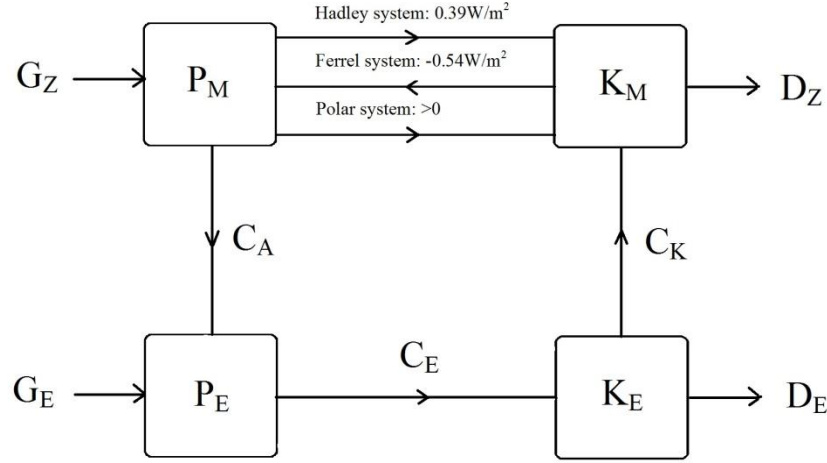 Hadley system: 0.39W/m²
G_Z
P_M
Ferrel system: -0.54W/m²
K_M
D_Z
Polar system: >0
C_A
C_K
G_E
P_E
C_E
K_E
D_E